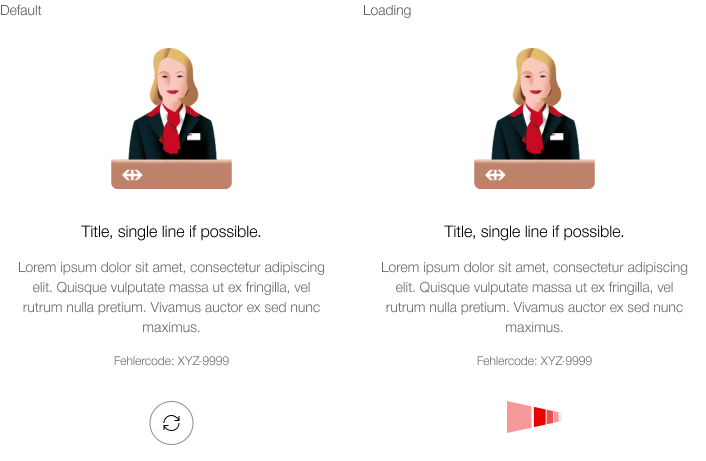 Default
Loading
Title, single line if possible.
Lorem ipsum dolor sit amet, consectetur adipiscing
elit. Quisque vulputate massa ut ex fringilla, vel
rutrum nulla pretium. Vivamus auctor ex sed nunc
maximus.
Fehlercode: XYZ-9999
Title, single line if possible.
Lorem ipsum dolor sit amet, consectetur adipiscing
elit. Quisque vulputate massa ut ex fringilla, vel
rutrum nulla pretium. Vivamus auctor ex sed nunc
maximus.
Fehlercode: XYZ-9999